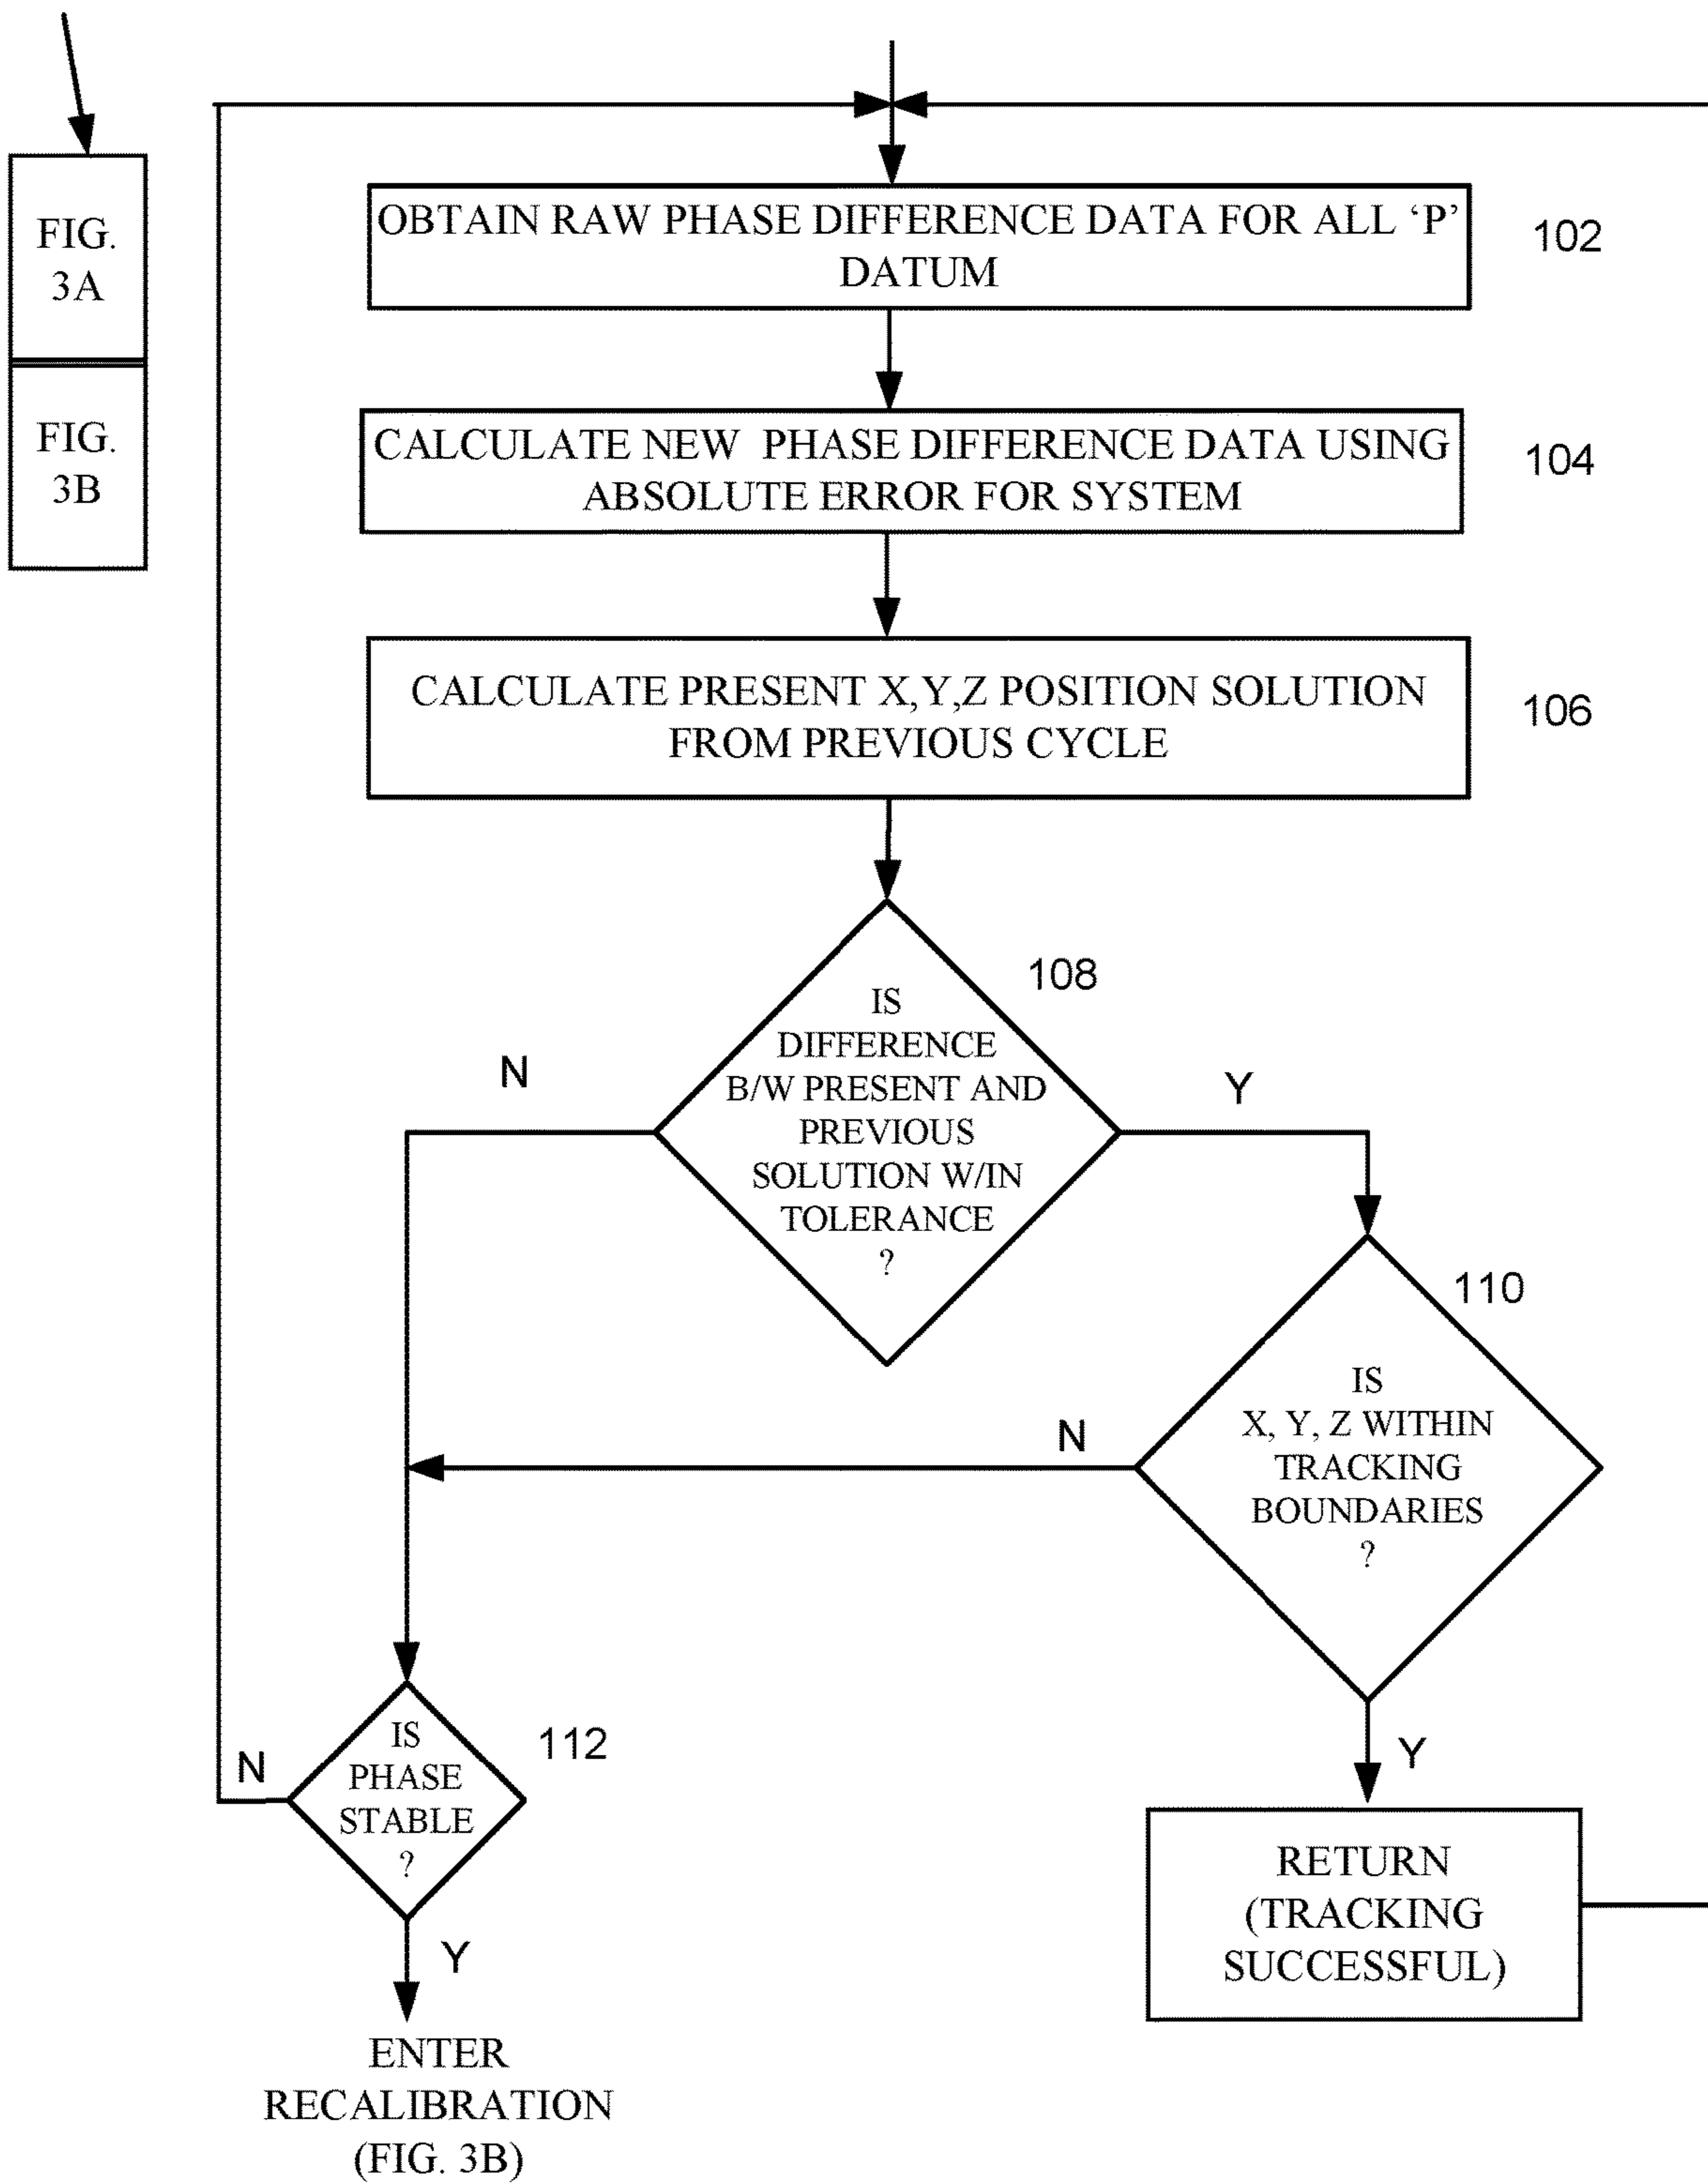 FIG.
3A
FIG.
3B
OBTAIN RAW PHASE DIFFERENCE DATA FOR ALL ‘P’
DATUM
102
CALCULATE NEW PHASE DIFFERENCE DATA USING
ABSOLUTE ERROR FOR SYSTEM
104
CALCULATE PRESENT X,Y,Z POSITION SOLUTION
FROM PREVIOUS CYCLE
106
108
IS
DIFFERENCE
B/W PRESENT AND
PREVIOUS
SOLUTION W/IN
TOLERANCE
?
N
Y
110
IS
X, Y, Z WITHIN
TRACKING
BOUNDARIES
?
N
Y
112
IS
PHASE
STABLE
?
N
Y
RETURN
(TRACKING
SUCCESSFUL)
ENTER
RECALIBRATION
(FIG. 3B)